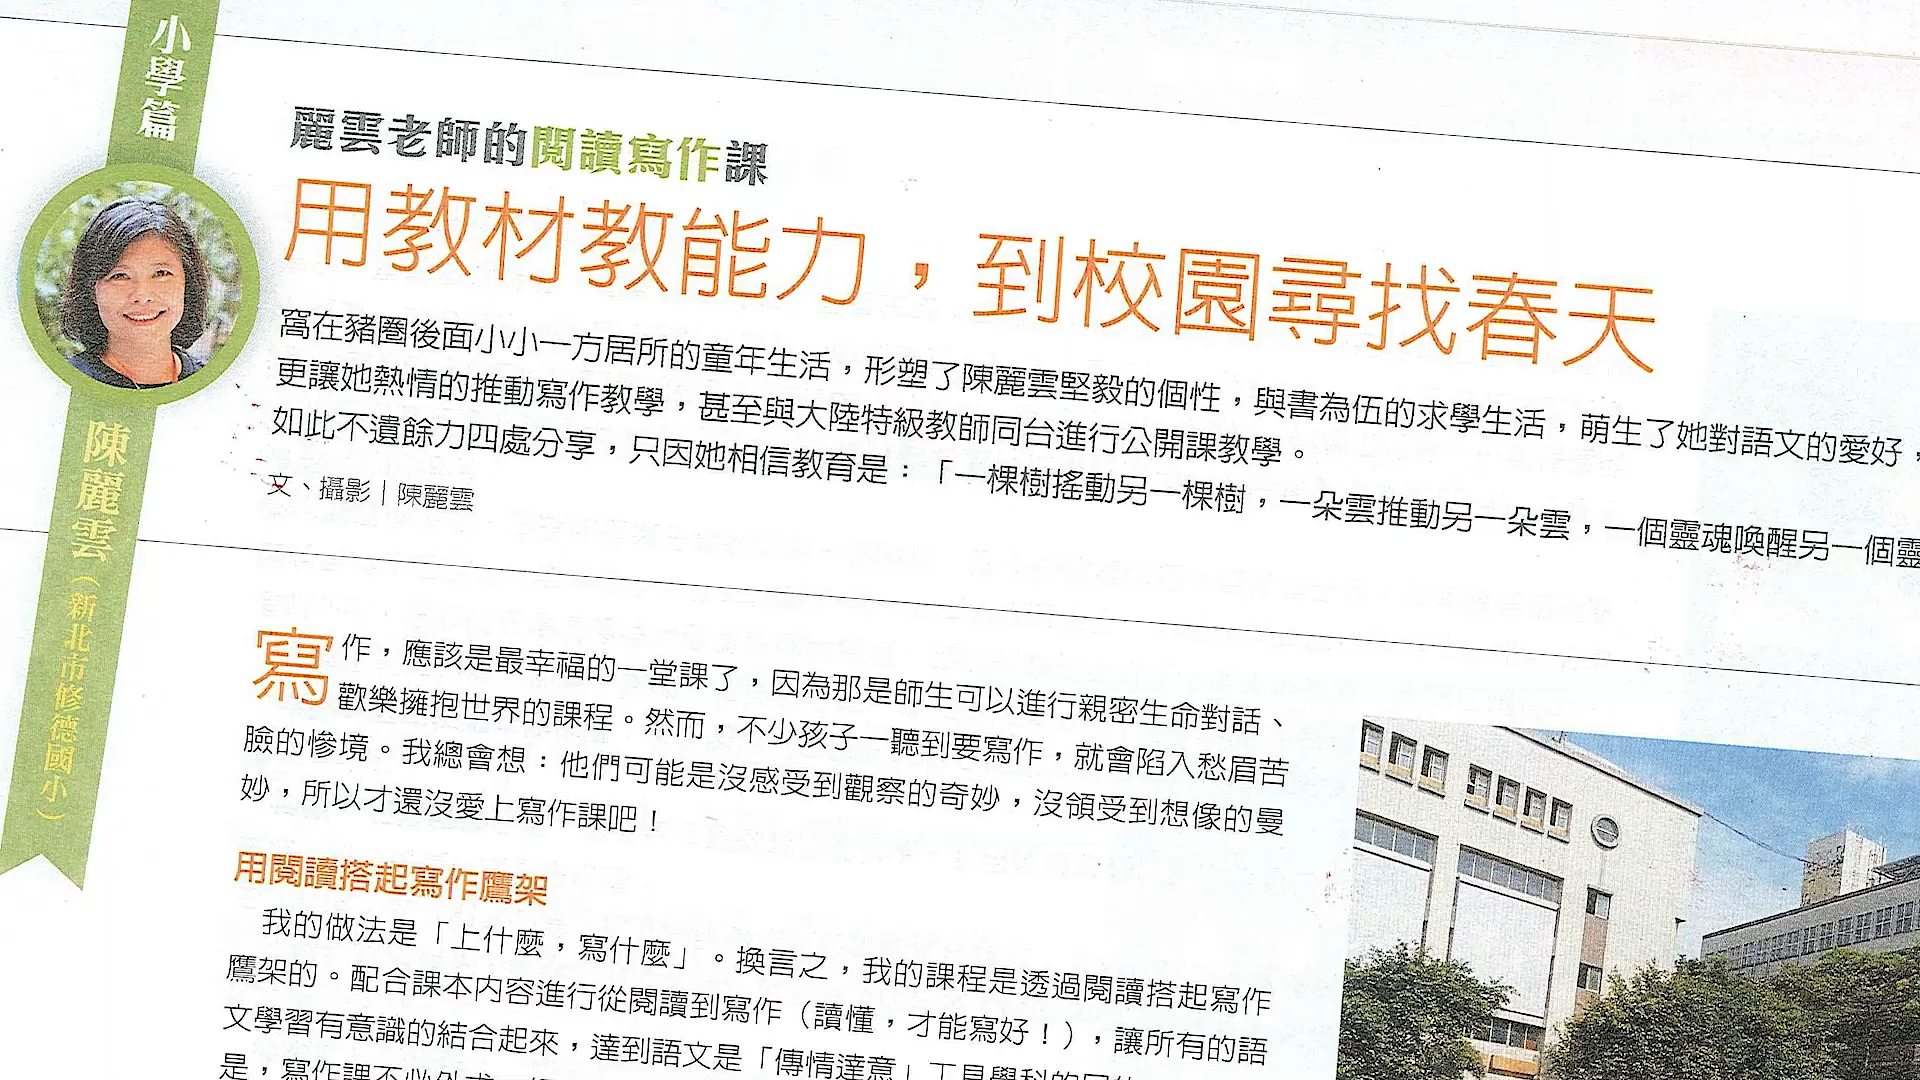 小學篇
陳麗雲
(新北市修德國小)
麗雲老師的閱讀寫作課
用教材教能力，到校園尋找春天
窩在豬圈後面小小一方居所的童年生活，形塑了陳麗雲堅毅的個性，與書為伍的求學生活，萌生了她對語文的愛好，
更讓她熱情的推動寫作教學，甚至與大陸特級教師同台進行公開課教學。
如此不遺餘力四處分享，只因她相信教育是：「一棵樹搖動另一棵樹，一朵雲推動另一朵雲，一個靈魂喚醒另一個靈
文、攝影｜陳麗雲
寫作，應該是最幸福的一堂課了，因為那是師生可以進行親密生命對話、
歡樂擁抱世界的課程。然而，不少孩子一聽到要寫作，就會陷入愁眉苦
臉的慘境。我總會想：他們可能是沒感受到觀察的奇妙，沒領受到想像的曼
妙，所以才還沒愛上寫作課吧！
用閱讀搭起寫作鷹架
我的做法是「上什麼，寫什麼」。換言之，我的課程是透過閱讀搭起寫作
鷹架的。配合課本內容進行從閱讀到寫作（讀懂，才能寫好！），讓所有的語
文學習有意識的結合起來，達到語文是「傳情達意」工具學科的
是，寫作課不必外求